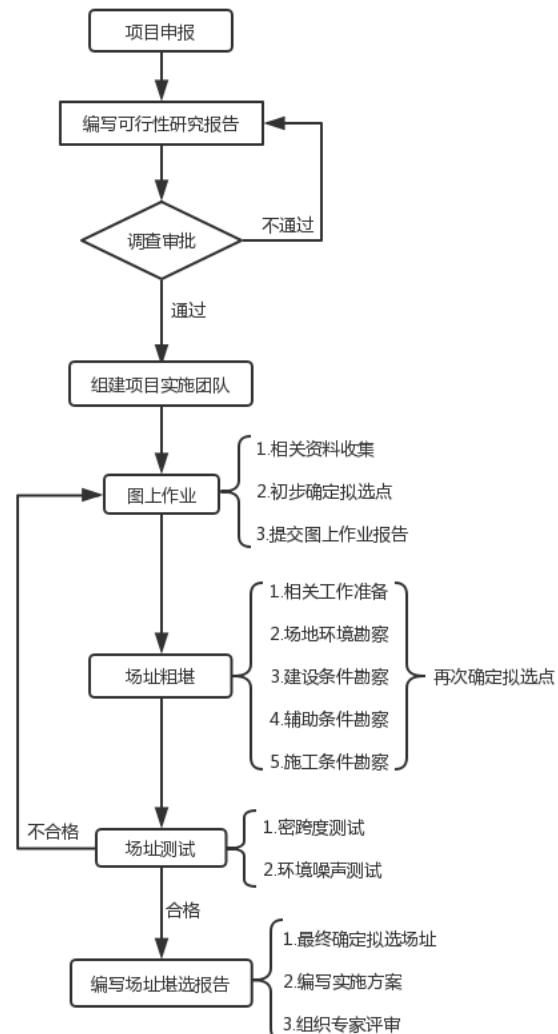 项目申报
编写可行性研究报告
调查审批
不通过
通过
组建项目实施团队
图上作业
1.相关资料收集
2.初步确定拟选点
3.提交图上作业报告
场址粗堪
1.相关工作准备
2.场地环境勘察
3.建设条件勘察
4.辅助条件勘察
5.施工条件勘察
再次确定拟选点
不合格
场址测试
1.密跨度测试
2.环境噪声测试
合格
编写场址堪选报告
1.最终确定拟选场址
2.编写实施方案
3.组织专家评审